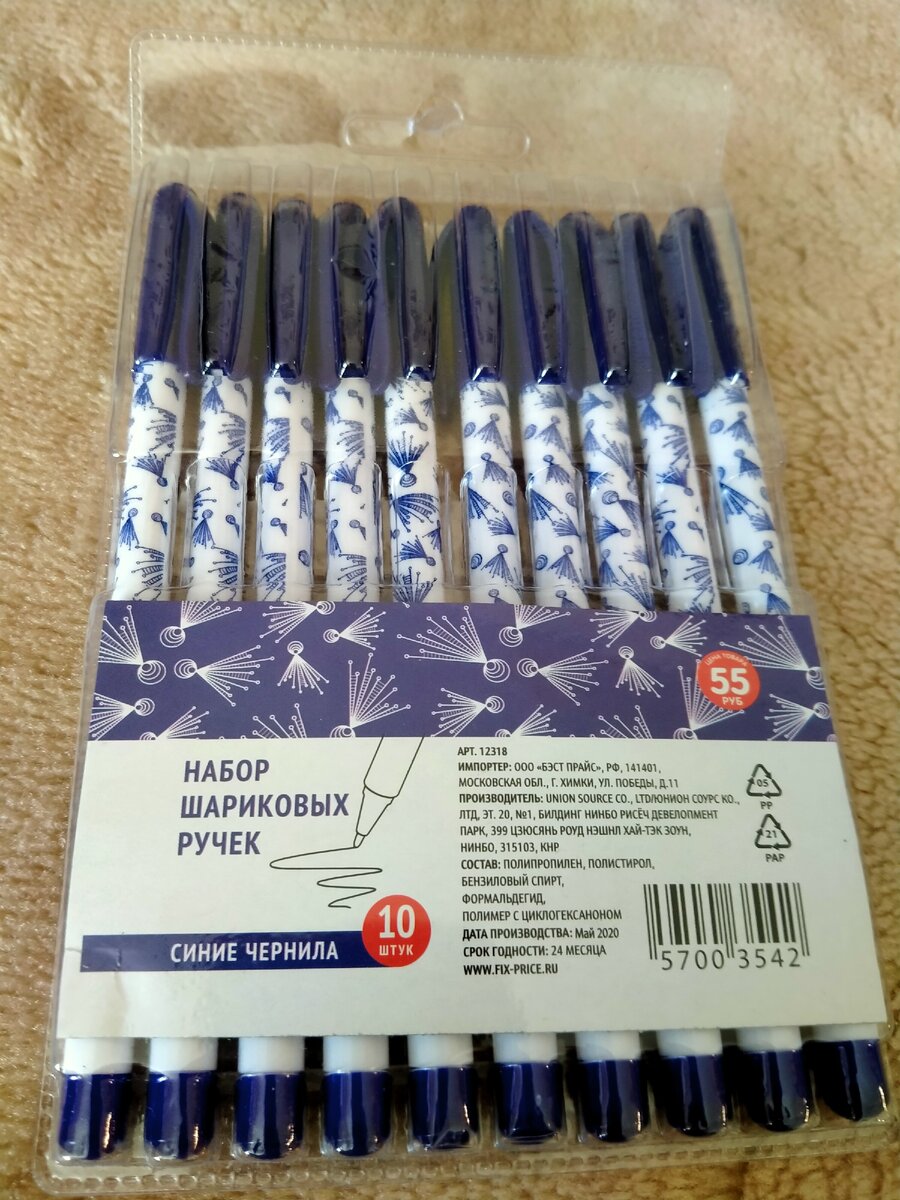 ЦЕНА ТОВАРА
55
РУБ
НАБОР
ШАРИКОВЫХ
РУЧЕК
СИНИЕ ЧЕРНИЛА
10
ШТУК
АРТ. 12318
ИМПОРТЕР: ООО «БЭСТ ПРАЙС», РФ, 141401,
МОСКОВСКАЯ ОБЛ., Г. ХИМКИ, УЛ. ПОБЕДЫ, Д.11
ПРОИЗВОДИТЕЛЬ: UNION SOURCE CO., LTD/ЮНИОН СОУРС КО.,
ЛТД, ЭТ. 20, №1, БИЛДИНГ НИНБО РИСЁЧ ДЕВЕЛОПМЕНТ
ПАРК, 399 ЦЗЮСЯНЬ РОУД НЭШНЛ ХАЙ-ТЭК ЗОУН,
НИНБО, 315103, КНР
СОСТАВ: ПОЛИПРОПИЛЕН, ПОЛИСТИРОЛ,
БЕНЗИЛОВЫЙ СПИРТ,
ФОРМАЛЬДЕГИД,
ПОЛИМЕР С ЦИКЛОГЕКСАНОНОМ
ДАТА ПРОИЗВОДСТВА: Май 2020
СРОК ГОДНОСТИ: 24 МЕСЯЦА
WWW.FIX-PRICE.RU
05
PP
21
PAP
5700 3542